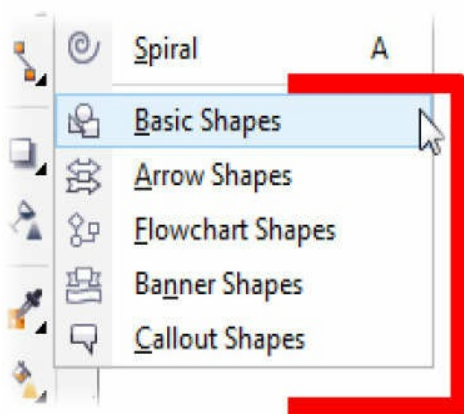 Spiral A
Basic Shapes
Arrow Shapes
Flowchart Shapes
Banner Shapes
Callout Shapes